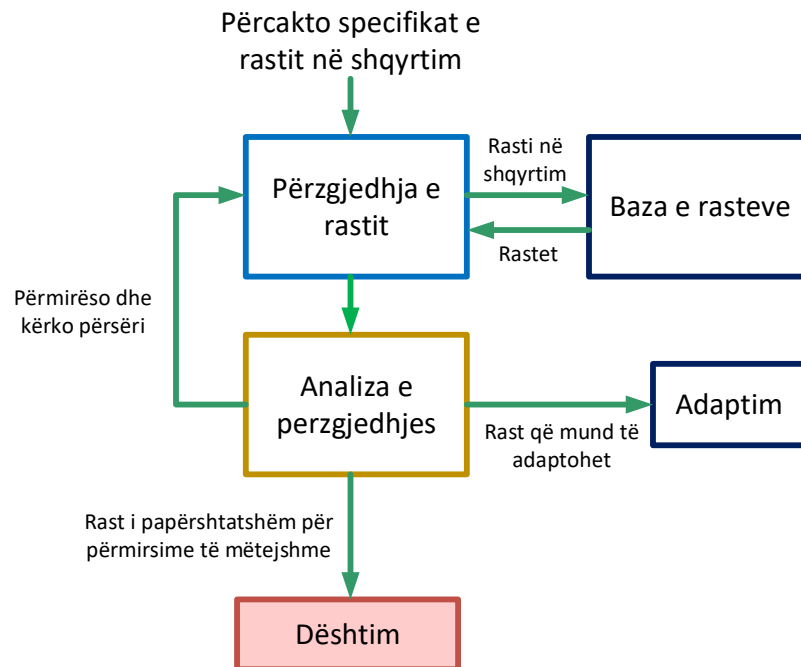 Përcakto specifikat e
rastit në shqyrtim
Përzgjedhja e
rastit
Rasti në
shqyrtim
Baza e rasteve
Rastet
Përmirëso dhe
kërko përsëri
Analiza e
perzgjedhjes
Rast që mund të
adaptohet
Adaptim
Rast i papërshtatshëm për
përmirsime të mëtejshme
Dështim